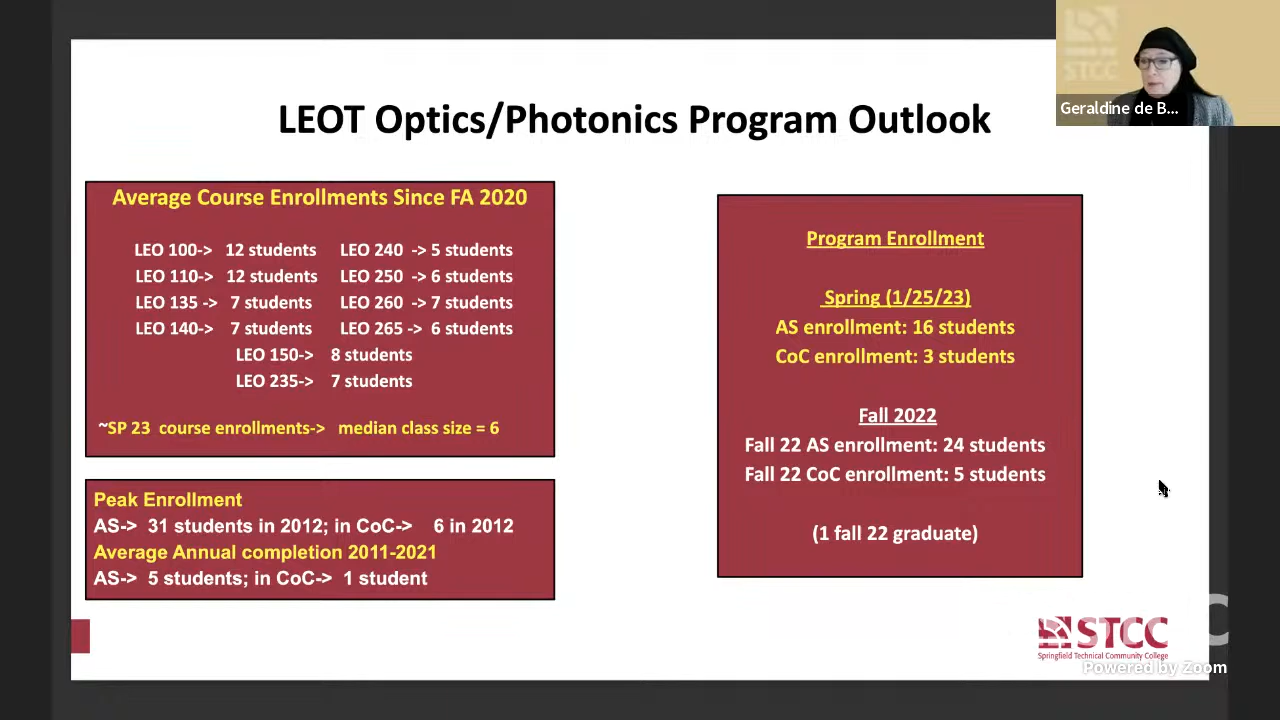 LEOT Optics/Photonics Program Outlook
STCC
Geraldine de B...
Average Course Enrollments Since FA 2020
LEO 100-> 12 students LEO 240 -> 5 students
LEO 110-> 12 students LEO 250 -> 6 students
LEO 135 -> 7 students LEO 260 -> 7 students
LEO 140-> 7 students LEO 265 -> 6 students
LEO 150-> 8 students
LEO 235-> 7 students
~SP 23 course enrollments-> median class size = 6
Peak Enrollment
AS-> 31 students in 2012; in CoC-> 6 in 2012
Average Annual completion 2011-2021
AS-> 5 students; in CoC-> 1 student
Program Enrollment
Spring (1/25/23)
AS enrollment: 16 students
CoC enrollment: 3 students
Fall 2022
Fall 22 AS enrollment: 24 students
Fall 22 CoC enrollment: 5 students
(1 fall 22 graduate)
STCC
Springfield Technical Community College
Powered by Zoom